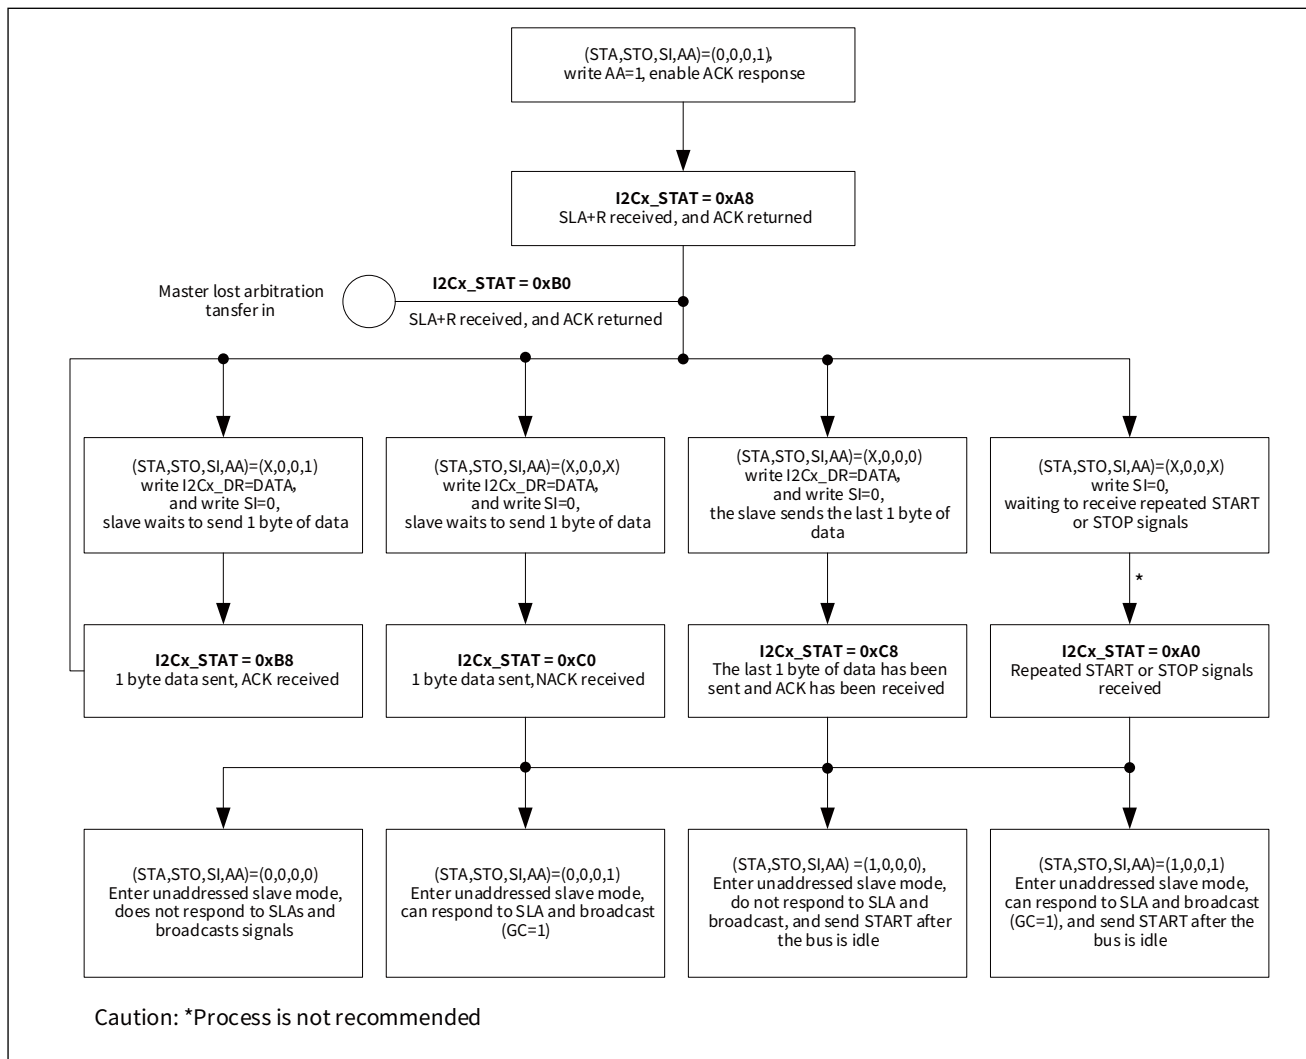 (STA,STO,SI,AA)=(0,0,0,1),
write AA=1, enable ACK response
I2Cx_STAT = 0xA8
SLA+R received, and ACK returned
Master lost arbitration
tansfer in
I2Cx_STAT = 0xB0
SLA+R received, and ACK returned
(STA,STO,SI,AA)=(X,0,0,1)
write I2Cx_DR=DATA,
and write SI=0,
slave waits to send 1 byte of data
(STA,STO,SI,AA)=(X,0,0,X)
write I2Cx_DR=DATA,
and write SI=0,
slave waits to send 1 byte of data
(STA,STO,SI,AA)=(X,0,0,0)
write I2Cx_DR=DATA,
and write SI=0,
the slave sends the last 1 byte of
data
(STA,STO,SI,AA)=(X,0,0,X)
write SI=0,
waiting to receive repeated START
or STOP signals
*
I2Cx_STAT = 0xB8
1 byte data sent, ACK received
I2Cx_STAT = 0xC0
1 byte data sent,NACK received
I2Cx_STAT = 0xC8
The last 1 byte of data has been
sent and ACK has been received
I2Cx_STAT = 0xA0
Repeated START or STOP signals
received
(STA,STO,SI,AA)=(0,0,0,0)
Enter unaddressed slave mode,
does not respond to SLAs and
broadcasts signals
(STA,STO,SI,AA)=(0,0,0,1)
Enter unaddressed slave mode,
can respond to SLA and broadcast
(GC=1)
(STA,STO,SI,AA) =(1,0,0,0),
Enter unaddressed slave mode,
do not respond to SLA and
broadcast, and send START after
the bus is idle
(STA,STO,SI,AA)=(1,0,0,1)
Enter unaddressed slave mode,
can respond to SLA and broadcast
(GC=1), and send START after the
bus is idle
Caution: *Process is not recommended